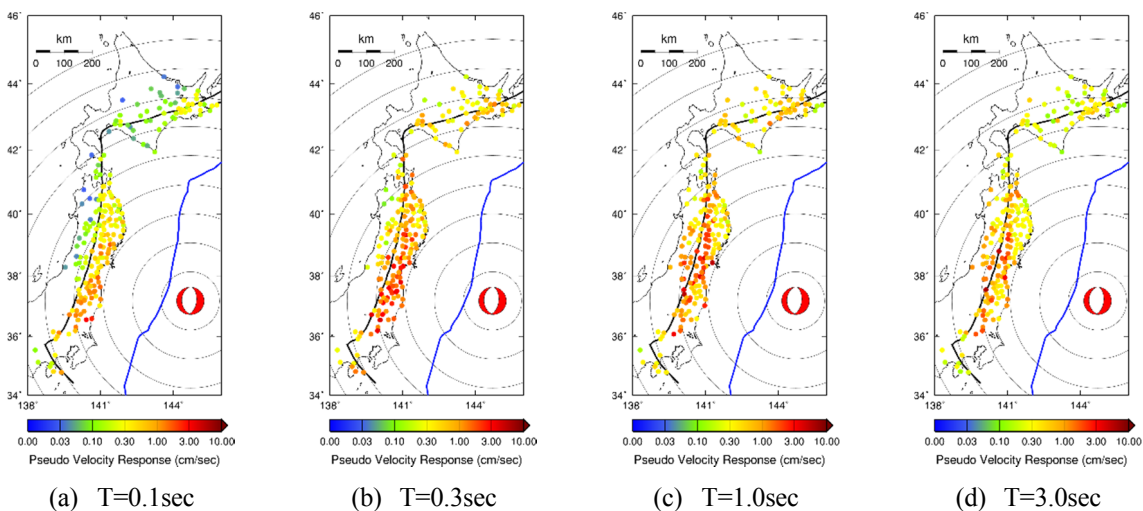 46˚
km
0 100 200
44˚
42˚
40˚
38˚
36˚
34˚
138˚ 141˚ 144˚
0.00 0.03 0.10 0.30 1.00 3.00 10.00
Pseudo Velocity Response (cm/sec)
(a) T=0.1sec
46˚
km
0 100 200
44˚
42˚
40˚
38˚
36˚
34˚
138˚ 141˚ 144˚
0.00 0.03 0.10 0.30 1.00 3.00 10.00
Pseudo Velocity Response (cm/sec)
(b) T=0.3sec
46˚
km
0 100 200
44˚
42˚
40˚
38˚
36˚
34˚
138˚ 141˚ 144˚
0.00 0.03 0.10 0.30 1.00 3.00 10.00
Pseudo Velocity Response (cm/sec)
(c) T=1.0sec
46˚
km
0 100 200
44˚
42˚
40˚
38˚
36˚
34˚
138˚ 141˚ 144˚
0.00 0.03 0.10 0.30 1.00 3.00 10.00
Pseudo Velocity Response (cm/sec)
(d) T=3.0sec